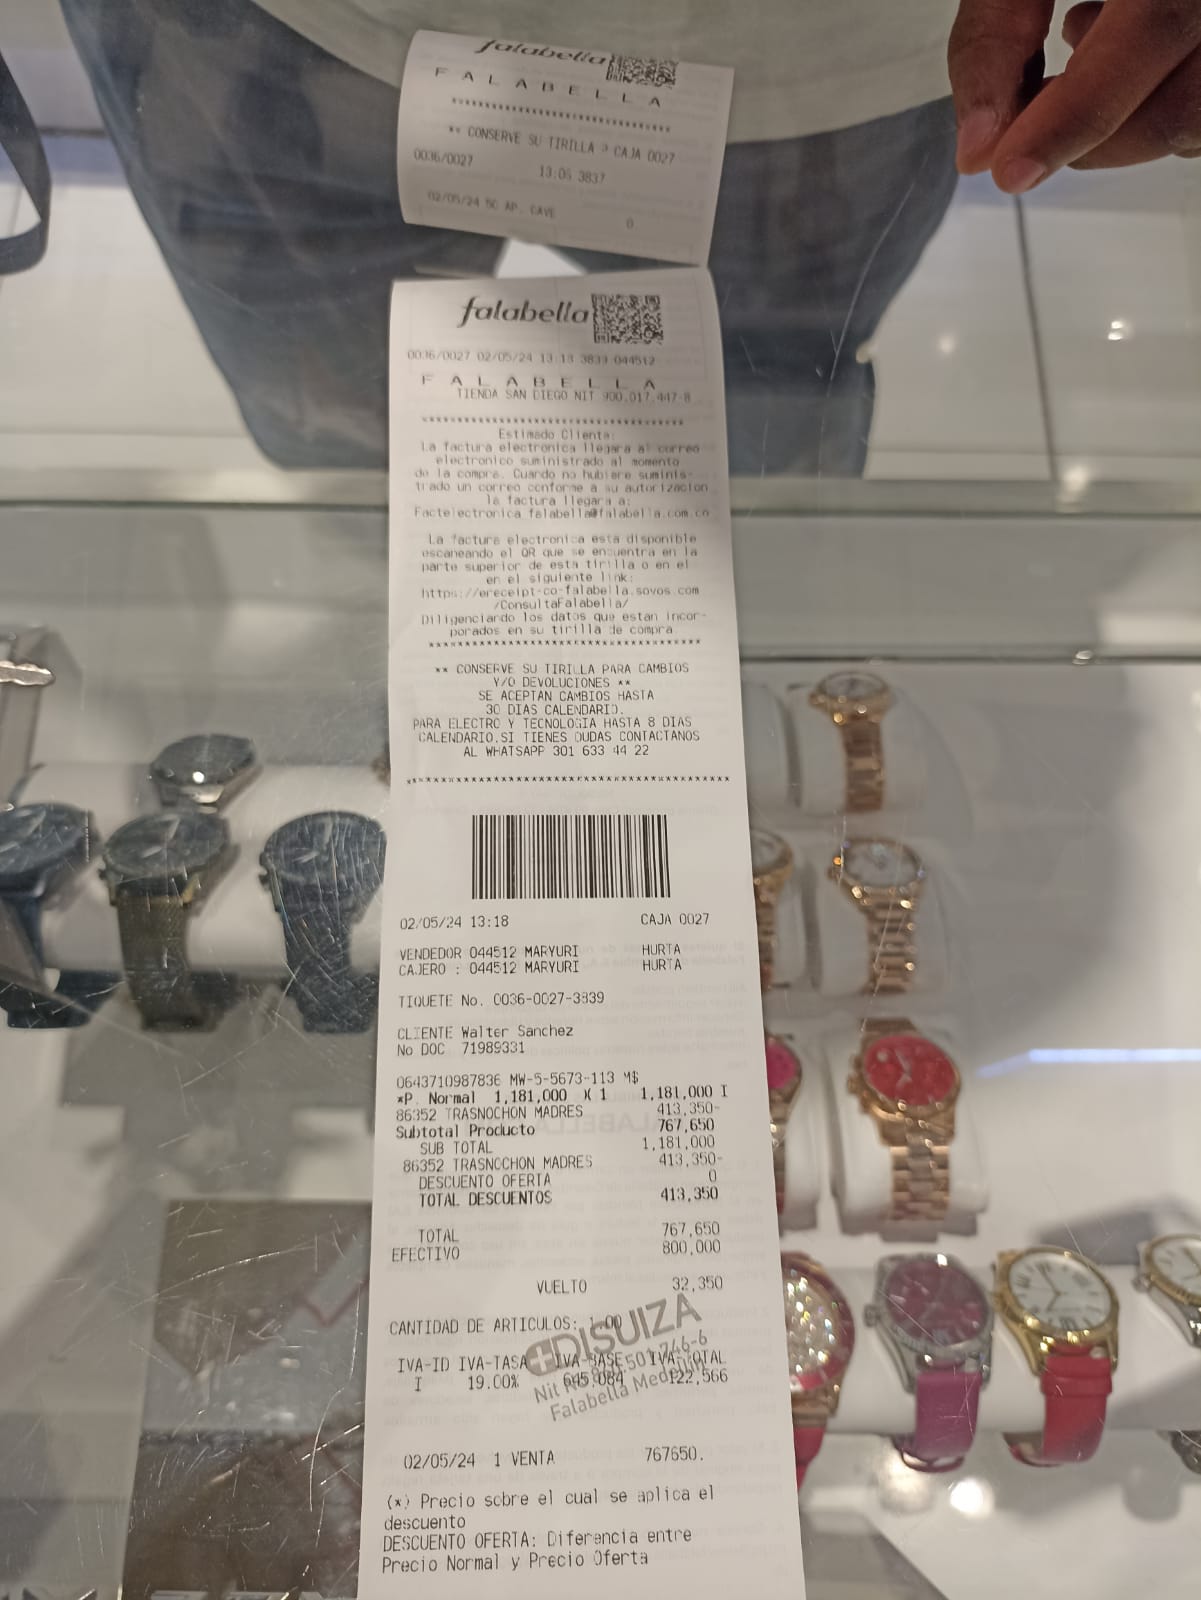 falabella
F A L A B E L L A
** CONSERVE SU TIRILLA CAJA 0027
0036/0027 13:06 3837
02/05/24 SC AP. CAVE 0
falabella
0036/0027 02/05/24 13:18 3839 044512
F A L A B E L L A
TIENDA SAN DIEGO NIT 900.017.447-8
Estimado Cliente:
La factura electronica llegara al correo
electronico suministrado al momento
de la compra. Cuando no hubiere suminis-
trado un correo conforme a su autorizacion
la factura llegara a:
Factelectronica falabella@falabella.com.co
La factura electronica esta disponible
escaneando el QR que se encuentra en la
parte superior de esta tirilla o en el
en el siguiente link:
https://ereceipt-co-falabella.sovos.com
/ConsultaFalabella/
Diligenciando los datos que estan incor-
porados en su tirilla de compra.
** CONSERVE SU TIRILLA PARA CAMBIOS
Y/O DEVOLUCIONES **
SE ACEPTAN CAMBIOS HASTA
30 DIAS CALENDARIO.
PARA ELECTRO Y TECNOLOGIA HASTA 8 DIAS
CALENDARIO.SI TIENES DUDAS CONTACTANOS
AL WHATSAPP 301 633 44 22
02/05/24 13:18 CAJA 0027
VENDEDOR 044512 MARYURI HURTA
CAJERO : 044512 MARYURI HURTA
TIQUETE No. 0036-0027-3839
CLIENTE Walter Sanchez
No DOC 71989331
0643710987836 MW-5-5673-113 M$
*P. Normal 1,181,000 X 1 1,181,000 I
86352 TRASNOCHON MADRES 413,350-
Subtotal Producto 767,650
SUB TOTAL 1,181,000
86352 TRASNOCHON MADRES 413,350-
DESCUENTO OFERTA 0
TOTAL DESCUENTOS 413,350
TOTAL 767,650
EFECTIVO 800,000
VUELTO 32,350
CANTIDAD DE ARTICULOS: 1.00
DISUIZA
IVA-ID IVA-TASA IVA-BASE IVA-TOTAL
I 19.00% 645,084 122,566
Nit 501.746-6
Falabella Medellín
02/05/24 1 VENTA 767650.
(*) Precio sobre el cual se aplica el
descuento
DESCUENTO OFERTA: Diferencia entre
Precio Normal y Precio Oferta